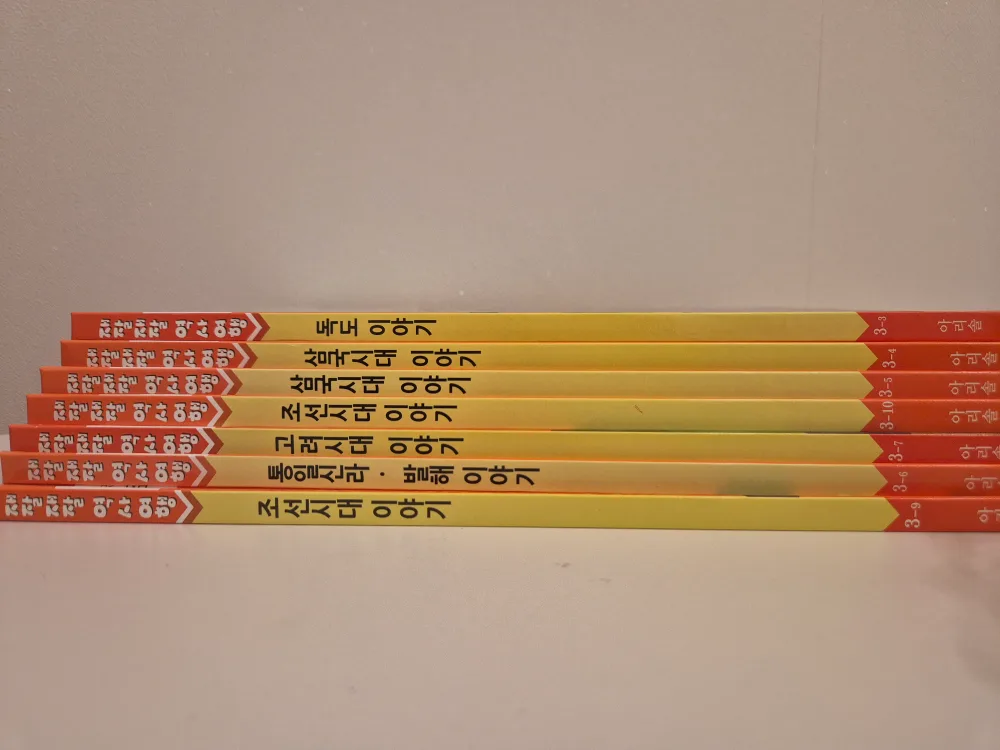 재잘재잘 역사 여행 독도 이야기 3-3 아리솔
재잘재잘 역사 여행 삼국시대 이야기 3-4 아리솔
재잘재잘 역사 여행 삼국시대 이야기 3-5 아리솔
재잘재잘 역사 여행 조선시대 이야기 3-10 아리솔
재잘재잘 역사 여행 고려시대 이야기 3-7 아리솔
재잘재잘 역사 여행 통일신라 · 발해 이야기 3-6 아리
재잘재잘 역사 여행 조선시대 이야기 3-9 아